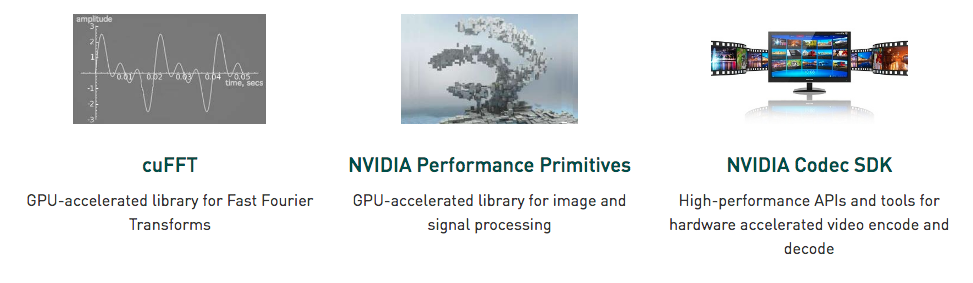 amplitude
3
2
1
0.01 0.02 0.03 0.04 0.05
time, secs
-1
-2
-3
cuFFT
GPU-accelerated library for Fast Fourier
Transforms
NVIDIA Performance Primitives
GPU-accelerated library for image and
signal processing
NVIDIA Codec SDK
High-performance APIs and tools for
hardware accelerated video encode and
decode